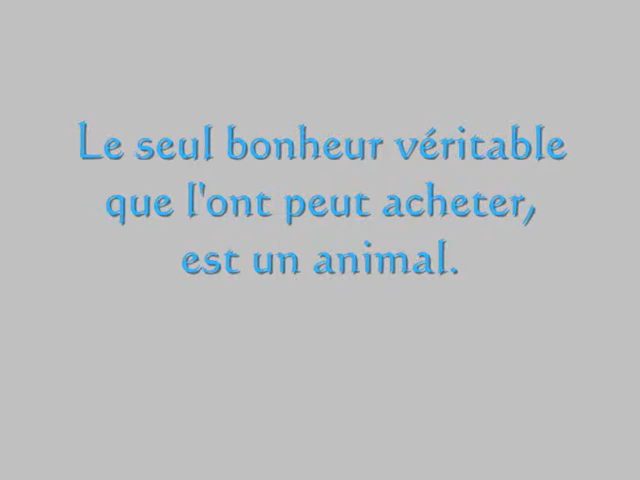 Le seul bonheur véritable
que l'ont peut acheter,
est un animal.